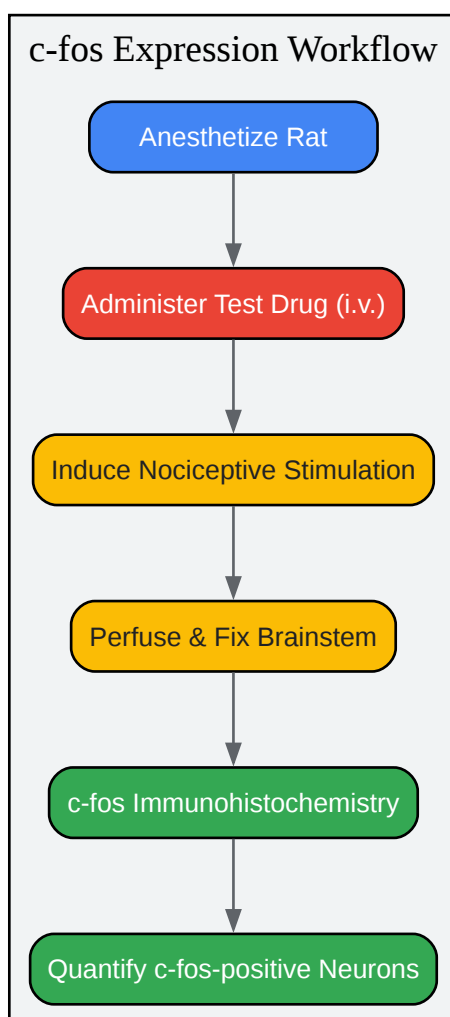 c-fos Expression Workflow
Anesthetize Rat
Administer Test Drug (i.v.)
Induce Nociceptive Stimulation
Perfuse & Fix Brainstem
c-fos Immunohistochemistry
Quantify c-fos-positive Neurons